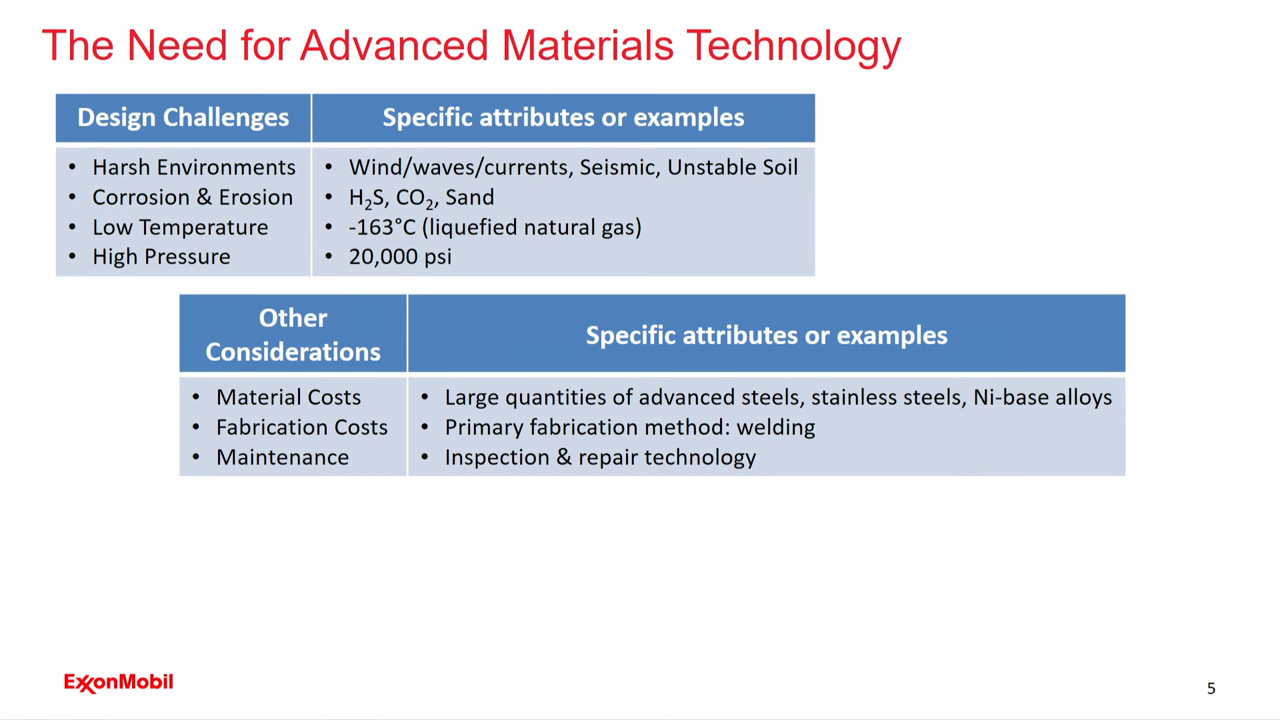 The Need for Advanced Materials Technology
Design Challenges
Specific attributes or examples
• Harsh Environments
• Wind/waves/currents, Seismic, Unstable Soil
• Corrosion & Erosion
• H₂S, CO₂, Sand
• Low Temperature
• -163°C (liquefied natural gas)
• High Pressure
• 20,000 psi
Other
Considerations
Specific attributes or examples
• Material Costs
• Large quantities of advanced steels, stainless steels, Ni-base alloys
• Fabrication Costs
• Primary fabrication method: welding
• Maintenance
• Inspection & repair technology
ExxonMobil
5